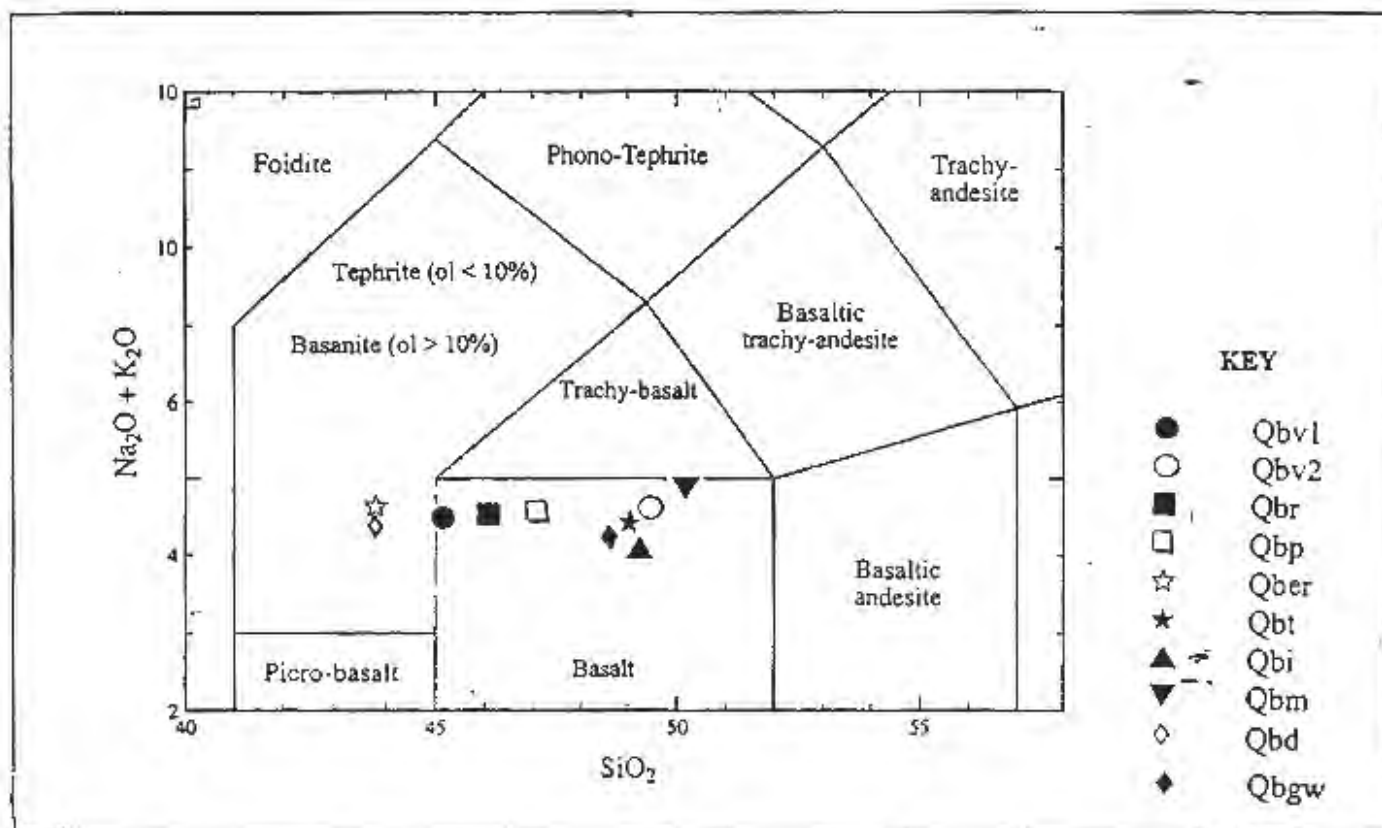 10
Foidite
Phono-Tephrite
Trachy-
andesite
10
Tephrite (ol < 10%)
Basanite (ol > 10%)
Basaltic
trachy-andesite
Na₂O + K₂O
Trachy-basalt
6
4
Basaltic
andesite
Picro-basalt
Basalt
2
40
45
50
55
SiO₂
KEY
Qbv1
Qbv2
Qbr
Qbp
Qber
Qbt
Qbi
Qbm
Qbd
Qbgw